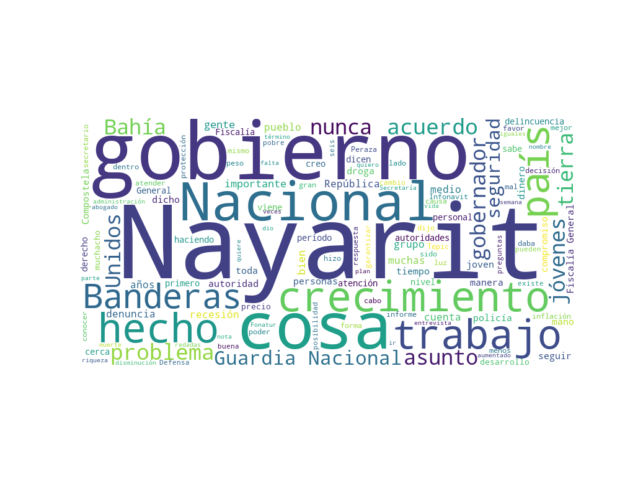 Nayarit
gobierno
Nacional
cosa
crecimiento
hecho
trabajo
país
Banderas
problema
Guardia Nacional
asunto
Bahía
nunca
acuerdo
Unidos
gobernador
seguridad
jóvenes
tierra
gente
Fiscalía
pueblo
término
pobre
seis
Peraza
dicen
lado
delincuencia
favor
iguales
mejor
nombre
sabe
secretario
Compostela
protección
dentro
mismo
falta
creo
droga
quiero
respuesta
atender
General
peso
administración
dicho
importante
gran
República
medio
Secretaría
Infonavit
dinero
mal
decisión
semana
vida
causa
personal
muchacho
derecho
viene
veces
dio
quiere
periodo
grupo
autoridades
dijo
muchas
sido
luz
haciendo
toda
bien
hizo
tiempo
preguntas
daba
pueden
compromiso
Fiscalía General
parte
años
primero
autoridad
personas
atención
plan
nivel
manera
existe
garantizar
denuncia
recesión
precio
cabo
informe
cuenta
policía
inflación
mano
conocer
Fonatur
poder
posibilidad
forma
entrevista
nota
buena
ir
menos
aumentado
seguir
cerca
riqueza
abogado
disminución
Defensa
desarrollo